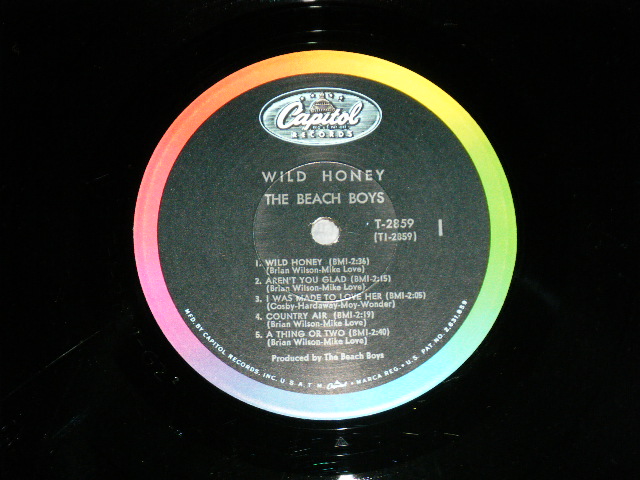 Capitol
RECORDS
WILD HONEY
THE BEACH BOYS
T-2859
(T1-2859)
1
1. WILD HONEY (BMI-2:36)
(Brian Wilson-Mike Love)
2. AREN'T YOU GLAD (BMI-2:15)
(Brian Wilson-Mike Love)
3. I WAS MADE TO LOVE HER (BMI-2:05)
(Cosby-Hardaway-Moy-Wonder)
4. COUNTRY AIR (BMI-2:19)
(Brian Wilson-Mike Love)
5. A THING OR TWO (BMI-2:40)
(Brian Wilson-Mike Love)
Produced by The Beach Boys
MFD. BY CAPITOL RECORDS, INC. U.S.A. T.M. Capitol MARCA REG. • U.S. PAT. NO. 2,631,859